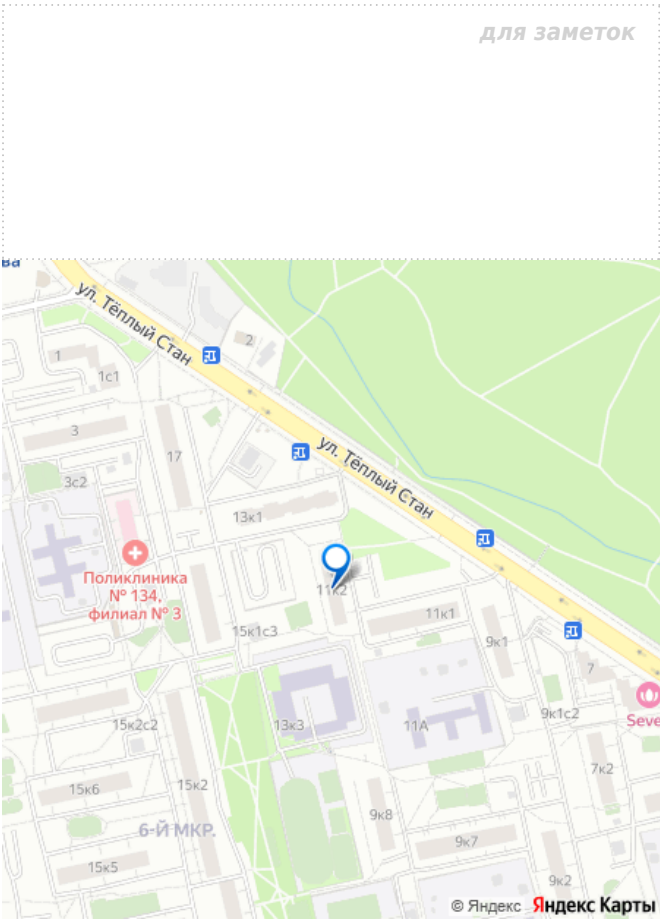 для заметок
ва
ул. Тёплый Стан
2
1
1с1
3
17
ул. Тёплый Стан
3с2
13к1
Поликлиника
№ 134,
филиал № 3
11к2
11к1
15к1с3
9к1
7
13к3
11А
9к1с2
Seve
15к2с2
7к2
15к6
15к2
9к8
6-Й МКР.
9к7
15к5
9к2
© Яндекс Яндекс Карты